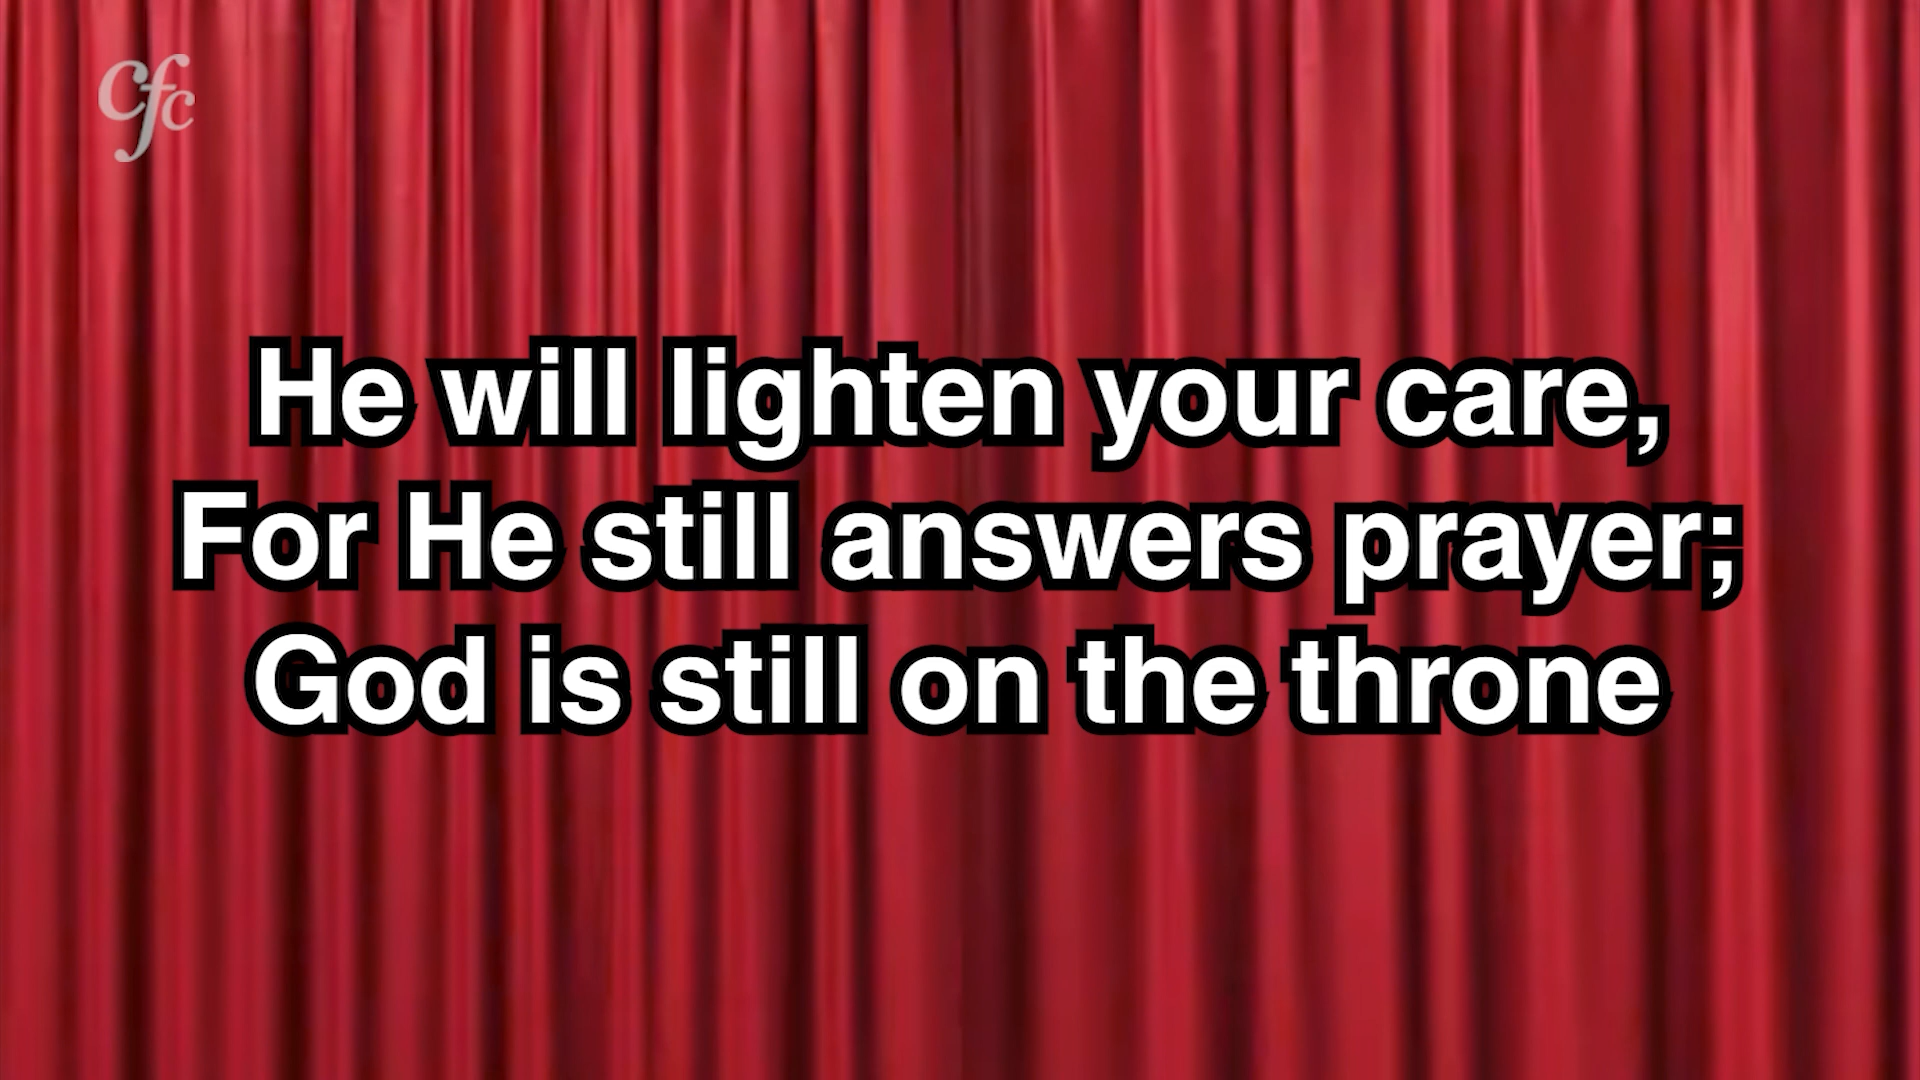 cfc
He will lighten your care,
For He still answers prayer;
God is still on the throne